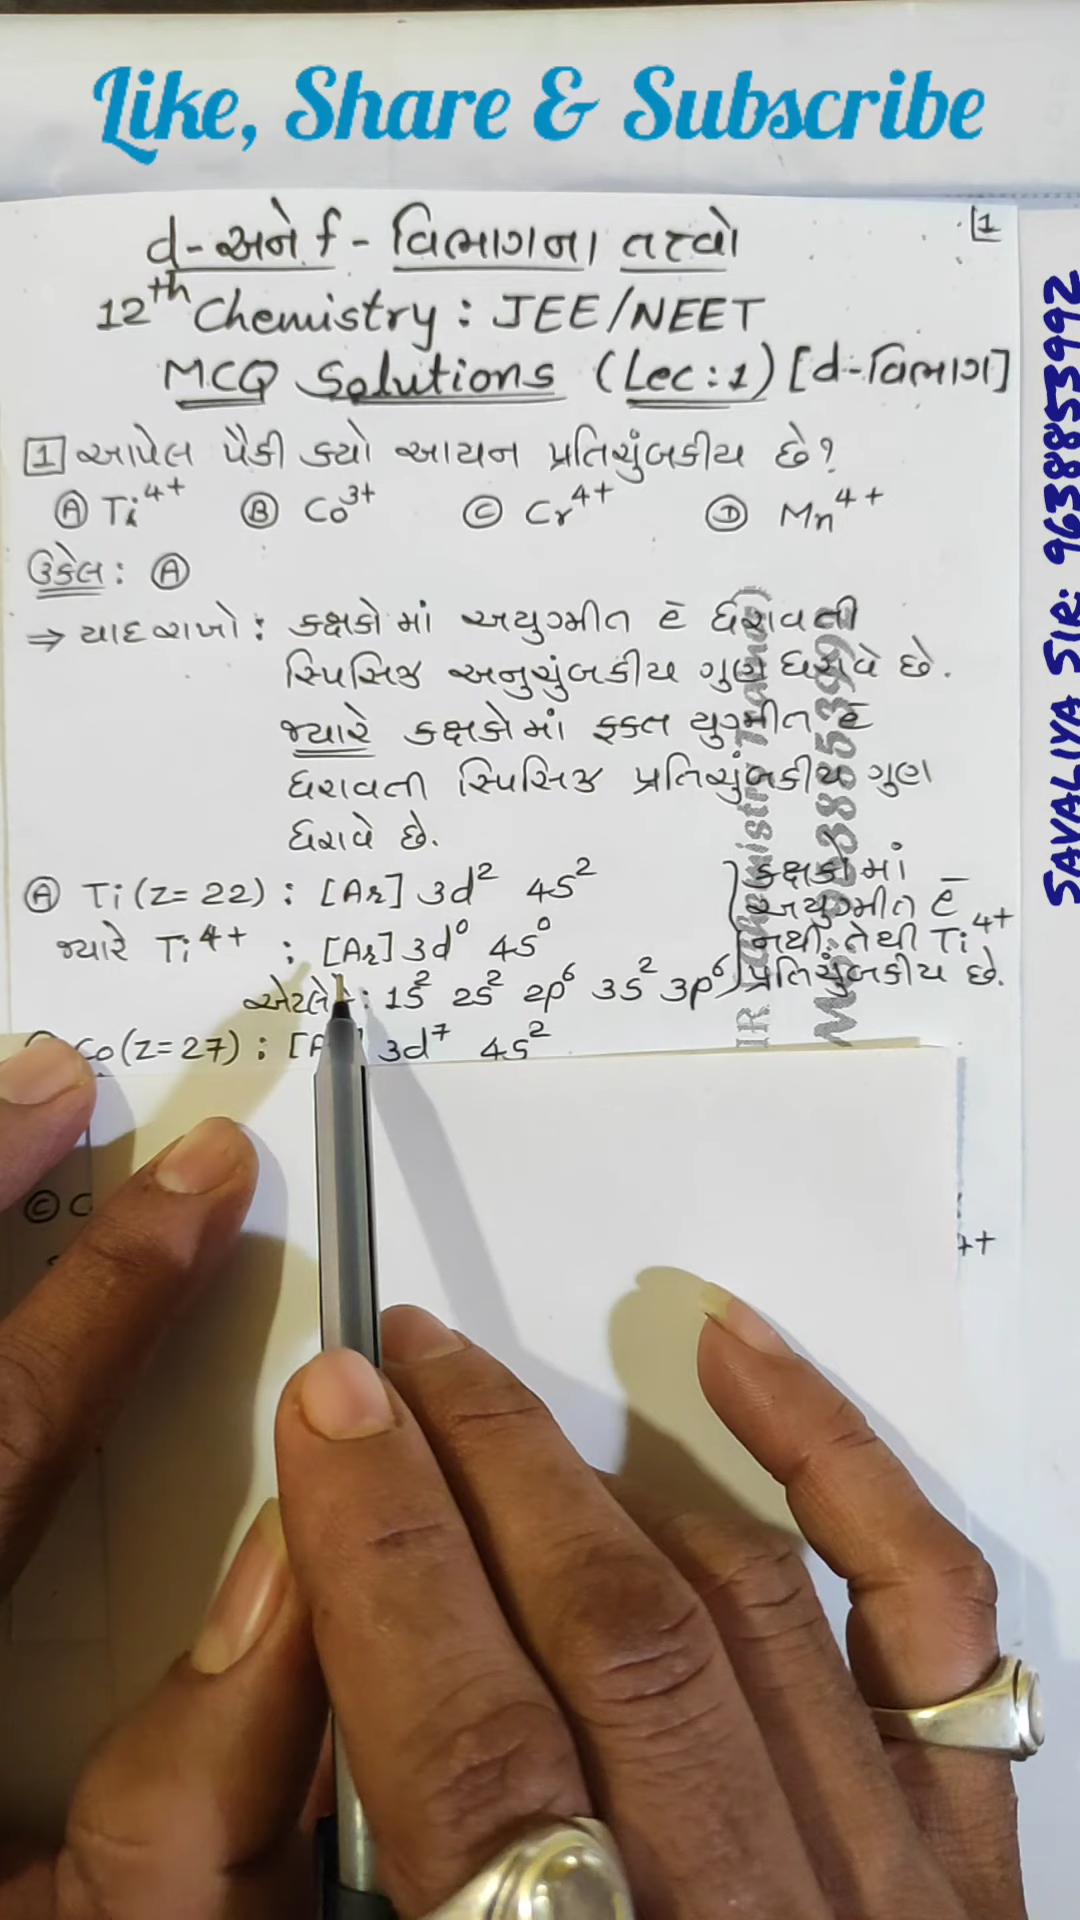 Like, Share & Subscribe
1
d-અને f - વિભાગના તત્વો
12th Chemistry : JEE/NEET
MCQ Solutions (Lec:1) [d-વિભાગ]
1 આપેલ પૈકી ક્યો આયન પ્રતિચુંબકીય છે?
Ⓐ Ti⁴⁺ Ⓑ Co³⁺ Ⓒ Cr⁴⁺ Ⓓ Mn⁴⁺
ઉકેલ: Ⓐ
⇒ યાદ રાખો: કક્ષકોમાં અયુગ્મીત ē ધરાવતી
સ્પિસિઝ અનુચુંબકીય ગુણ ધરાવે છે.
જ્યારે કક્ષકોમાં ફક્ત યુગ્મીત ē
ધરાવતી સ્પિસિઝ પ્રતિચુંબકીય ગુણ
ધરાવે છે.
Ⓐ Ti (Z=22) : [Ar] 3d² 4s²
જ્યારે Ti⁴⁺ : [Ar] 3d⁰ 4s⁰
એટલે : 1s² 2s² 2p⁶ 3s² 3p⁶
કક્ષકોમાં
અયુગ્મીત ē
નથી. તેથી Ti⁴⁺
પ્રતિચુંબકીય છે.
Co (Z=27) : [A 3d⁷ 4s²
Ⓒ C
4+
SAVALIYA SIR: 9638853992